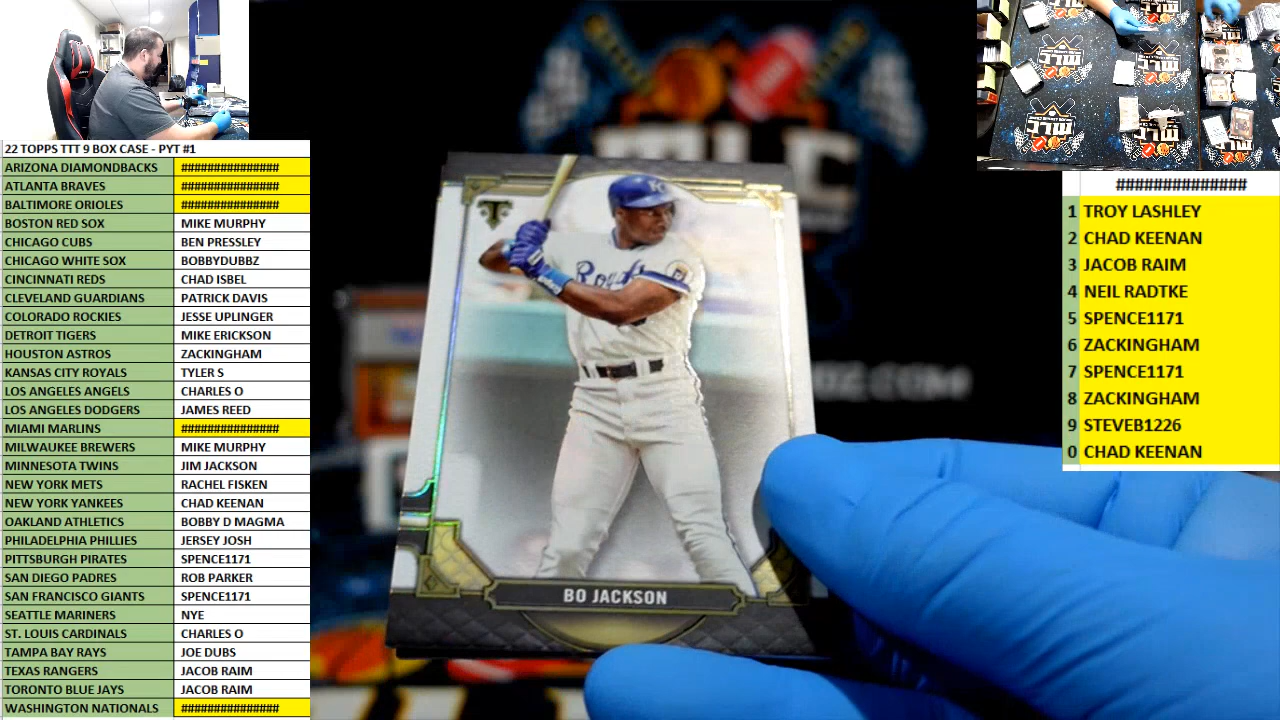 22 TOPPS TTT 9 BOX CASE - PYT #1
ARIZONA DIAMONDBACKS ###############
ATLANTA BRAVES ###############
BALTIMORE ORIOLES ###############
BOSTON RED SOX MIKE MURPHY
CHICAGO CUBS BEN PRESSLEY
CHICAGO WHITE SOX BOBBYDUBBZ
CINCINNATI REDS CHAD ISBEL
CLEVELAND GUARDIANS PATRICK DAVIS
COLORADO ROCKIES JESSE UPLINGER
DETROIT TIGERS MIKE ERICKSON
HOUSTON ASTROS ZACKINGHAM
KANSAS CITY ROYALS TYLER S
LOS ANGELES ANGELS CHARLES O
LOS ANGELES DODGERS JAMES REED
MIAMI MARLINS ###############
MILWAUKEE BREWERS MIKE MURPHY
MINNESOTA TWINS JIM JACKSON
NEW YORK METS RACHEL FISKEN
NEW YORK YANKEES CHAD KEENAN
OAKLAND ATHLETICS BOBBY D MAGMA
PHILADELPHIA PHILLIES JERSEY JOSH
PITTSBURGH PIRATES SPENCE1171
SAN DIEGO PADRES ROB PARKER
SAN FRANCISCO GIANTS SPENCE1171
SEATTLE MARINERS NYE
ST. LOUIS CARDINALS CHARLES O
TAMPA BAY RAYS JOE DUBS
TEXAS RANGERS JACOB RAIM
TORONTO BLUE JAYS JACOB RAIM
WASHINGTON NATIONALS ###############
KC
Royals
BO JACKSON
.COM
###############
1 TROY LASHLEY
2 CHAD KEENAN
3 JACOB RAIM
4 NEIL RADTKE
5 SPENCE1171
6 ZACKINGHAM
7 SPENCE1171
8 ZACKINGHAM
9 STEVEB1226
0 CHAD KEENAN